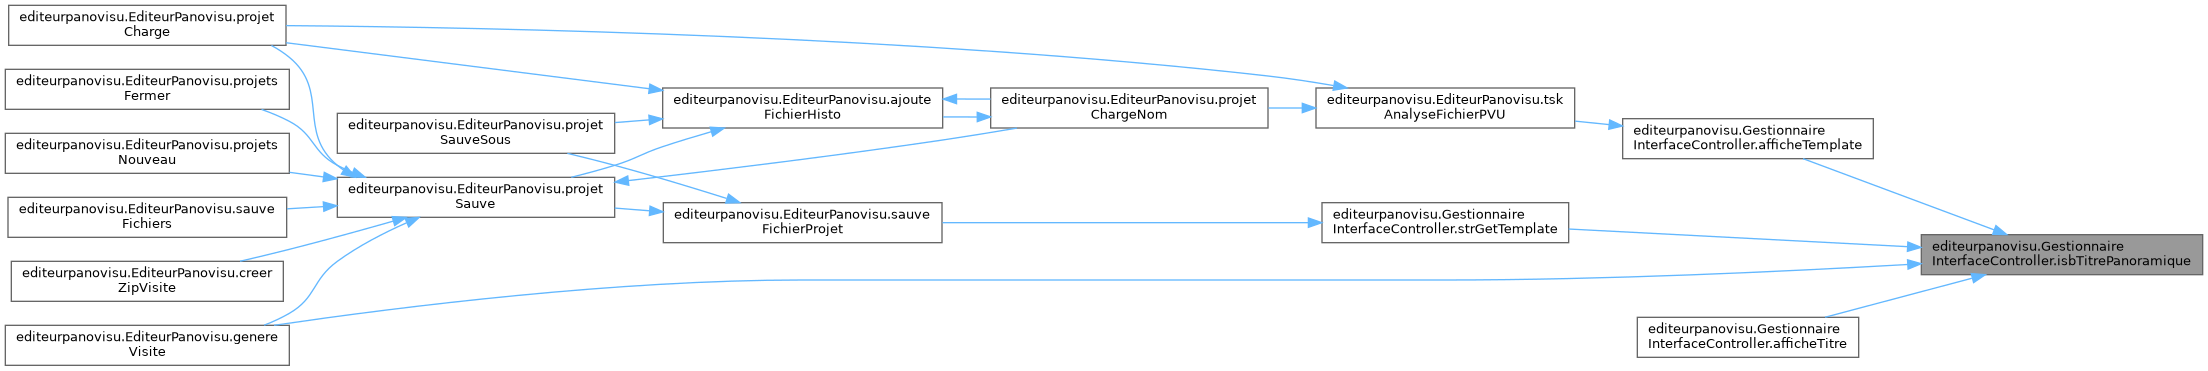 editeurpanovisu.EditeurPanovisu.projet
Charge
editeurpanovisu.EditeurPanovisu.projets
Fermer
editeurpanovisu.EditeurPanovisu.projets
Nouveau
editeurpanovisu.EditeurPanovisu.sauve
Fichiers
editeurpanovisu.EditeurPanovisu.creer
ZipVisite
editeurpanovisu.EditeurPanovisu.genere
Visite
editeurpanovisu.EditeurPanovisu.projet
SauveSous
editeurpanovisu.EditeurPanovisu.projet
Sauve
editeurpanovisu.EditeurPanovisu.ajoute
FichierHisto
editeurpanovisu.EditeurPanovisu.sauve
FichierProjet
editeurpanovisu.EditeurPanovisu.projet
ChargeNom
editeurpanovisu.EditeurPanovisu.tsk
AnalyseFichierPVU
editeurpanovisu.Gestionnaire
InterfaceController.strGetTemplate
editeurpanovisu.Gestionnaire
InterfaceController.afficheTemplate
editeurpanovisu.Gestionnaire
InterfaceController.afficheTitre
editeurpanovisu.Gestionnaire
InterfaceController.isbTitrePanoramique